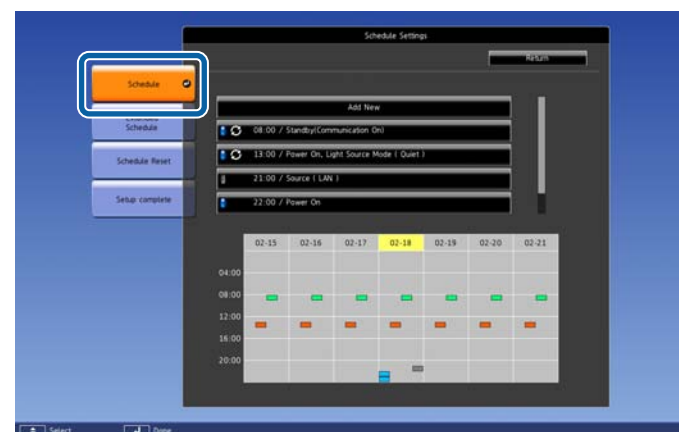 Schedule Settings
Return
Schedule
Add New
Extended
Schedule
08:00 / Standby(Communication On)
13:00 / Power On, Light Source Mode ( Quiet )
Schedule Reset
21:00 / Source ( LAN )
Setup complete
22:00 / Power On
02-15 02-16 02-17 02-18 02-19 02-20 02-21
04:00
08:00
12:00
16:00
20:00
Select Done